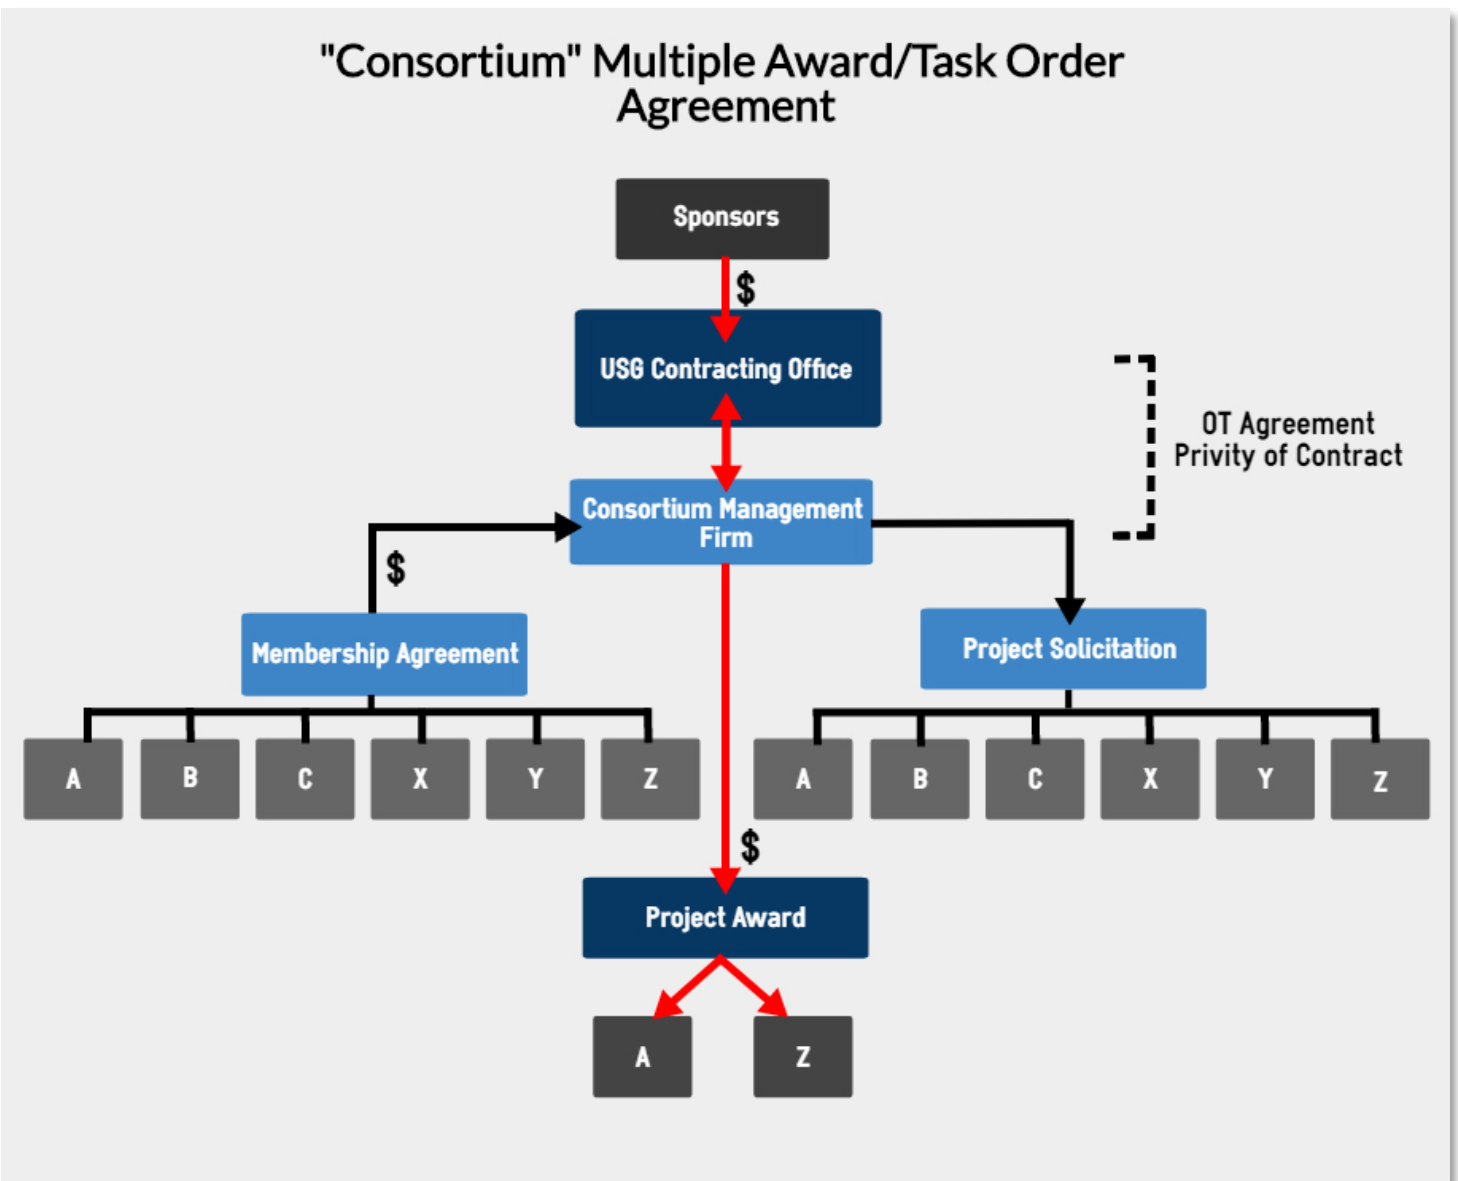 "Consortium" Multiple Award/Task Order
Agreement
Sponsors
$
USG Contracting Office
OT Agreement
Privity of Contract
Consortium Management
Firm
$
Membership Agreement
Project Solicitation
A B C X Y Z
A B C X Y Z
$
Project Award
A Z